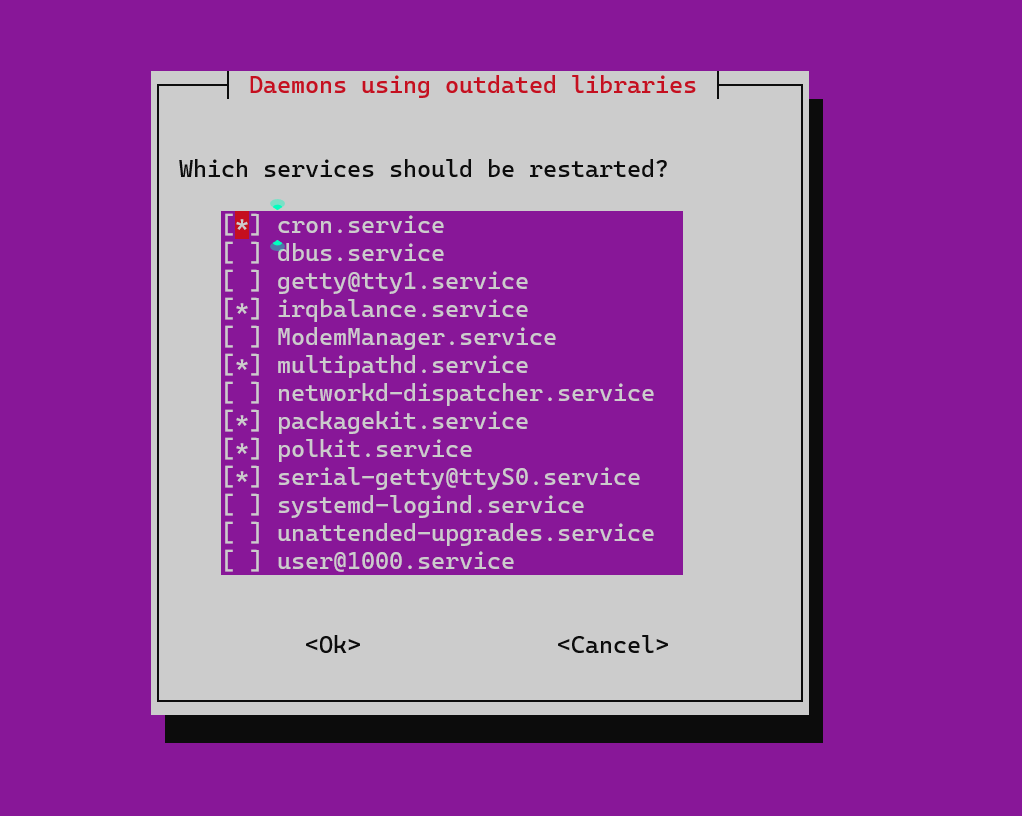 Daemons using outdated libraries
Which services should be restarted?
[*] cron.service
[ ] dbus.service
[ ] getty@tty1.service
[*] irqbalance.service
[ ] ModemManager.service
[*] multipathd.service
[ ] networkd-dispatcher.service
[*] packagekit.service
[*] polkit.service
[*] serial-getty@ttyS0.service
[ ] systemd-logind.service
[ ] unattended-upgrades.service
[ ] user@1000.service
<Ok> <Cancel>